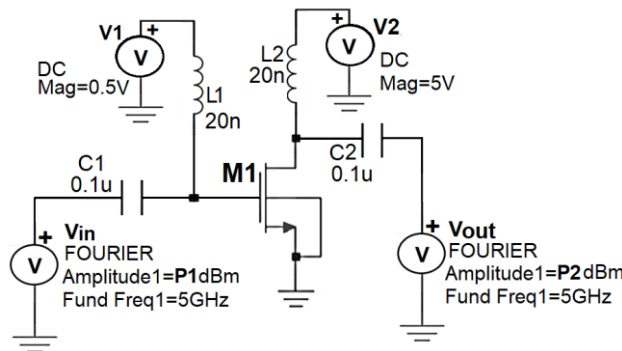 V1
+
V
DC
Mag=0.5V
L1
20n
L2
20n
V2
+
V
DC
Mag=5V
C1
0.1u
M1
C2
0.1u
+
Vin
V
FOURIER
Amplitude1=P1dBm
Fund Freq1=5GHz
+
Vout
V
FOURIER
Amplitude1=P2dBm
Fund Freq1=5GHz